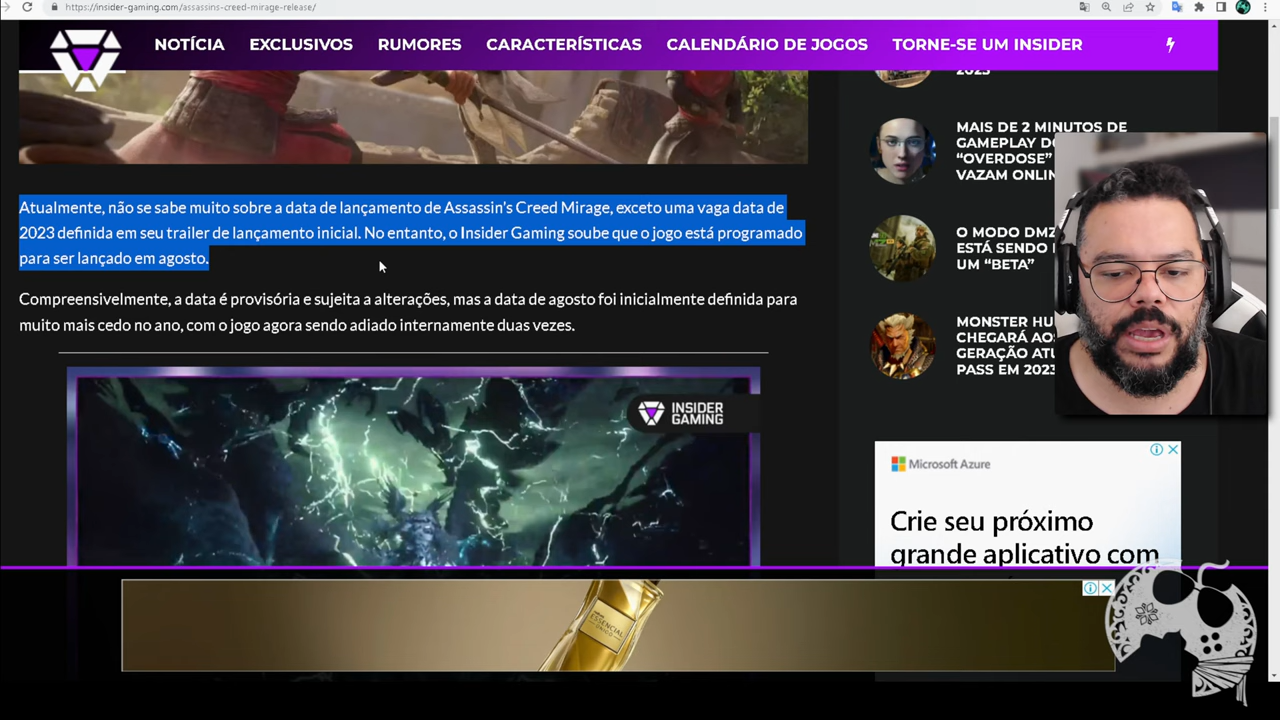 https://insider-gaming.com/assassins-creed-mirage-release/
NOTÍCIA EXCLUSIVOS RUMORES CARACTERÍSTICAS CALENDÁRIO DE JOGOS TORNE-SE UM INSIDER
2023
Atualmente, não se sabe muito sobre a data de lançamento de Assassin's Creed Mirage, exceto uma vaga data de
2023 definida em seu trailer de lançamento inicial. No entanto, o Insider Gaming soube que o jogo está programado
para ser lançado em agosto.
Compreensivelmente, a data é provisória e sujeita a alterações, mas a data de agosto foi inicialmente definida para
muito mais cedo no ano, com o jogo agora sendo adiado internamente duas vezes.
INSIDER
GAMING
MAIS DE 2 MINUTOS DE
GAMEPLAY DO
"OVERDOSE"
VAZAM ONLIN
O MODO DMZ
ESTÁ SENDO
UM "BETA"
MONSTER HU
CHEGARÁ AOS
GERAÇÃO ATU
PASS EM 2023
Microsoft Azure
Crie seu próximo
grande aplicativo com
ESSENCIAL